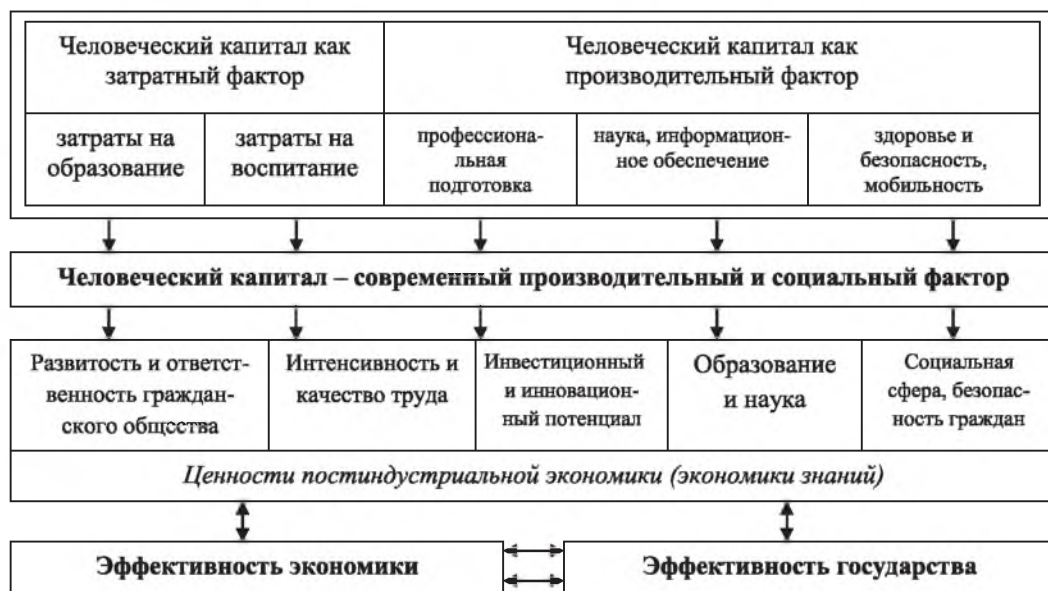 Человеческий капитал как
затратный фактор
Человеческий капитал как
производительный фактор
затраты на
образование
затраты на
воспитание
профессиона-
льная
подготовка
наука, информацион-
ное обеспечение
здоровье и
безопасность,
мобильность
Человеческий капитал – современный производительный и социальный фактор
Развитость и ответст-
венность граждан-
ского общества
Интенсивность и
качество труда
Инвестиционный
и инновацион-
ный потенциал
Образование
и наука
Социальная
сфера, безопас-
ность граждан
Ценности постиндустриальной экономики (экономики знаний)
Эффективность экономики
Эффективность государства